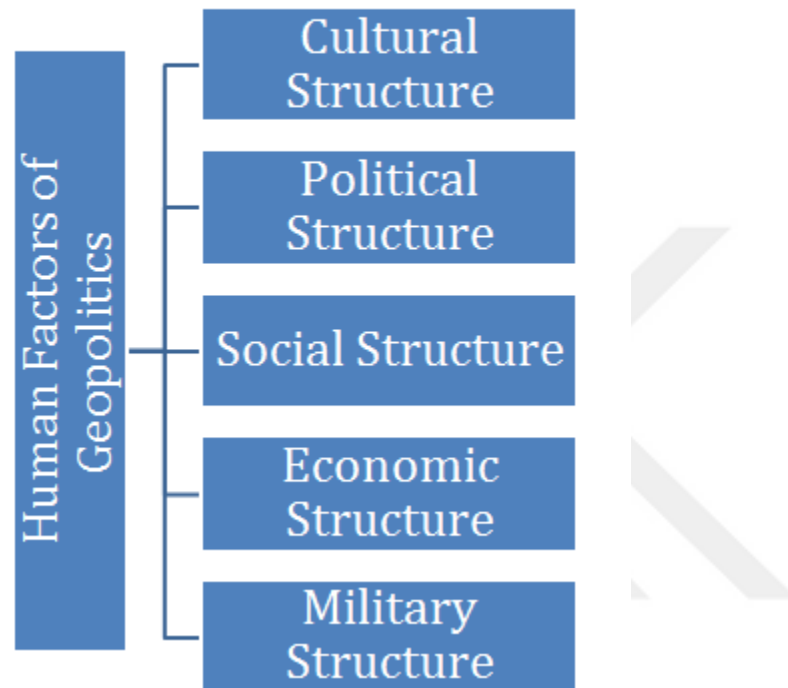 Human Factors of
Geopolitics
Cultural
Structure
Political
Structure
Social Structure
Economic
Structure
Military
Structure